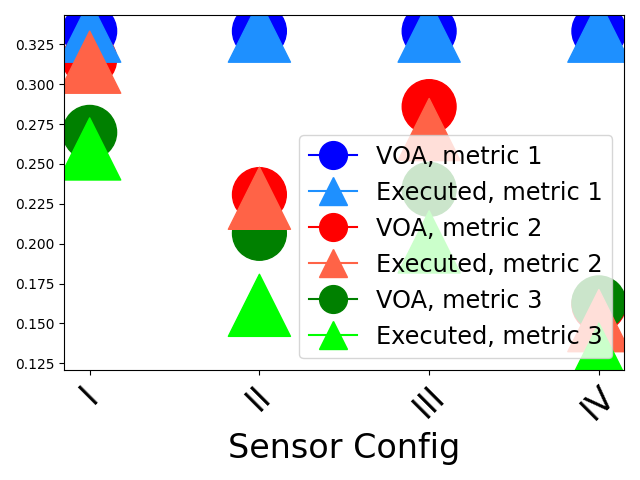 0.325
0.300
0.275
0.250
0.225
0.200
0.175
0.150
0.125
VOA, metric 1
Executed, metric 1
VOA, metric 2
Executed, metric 2
VOA, metric 3
Executed, metric 3
I
II
III
IV
Sensor Config